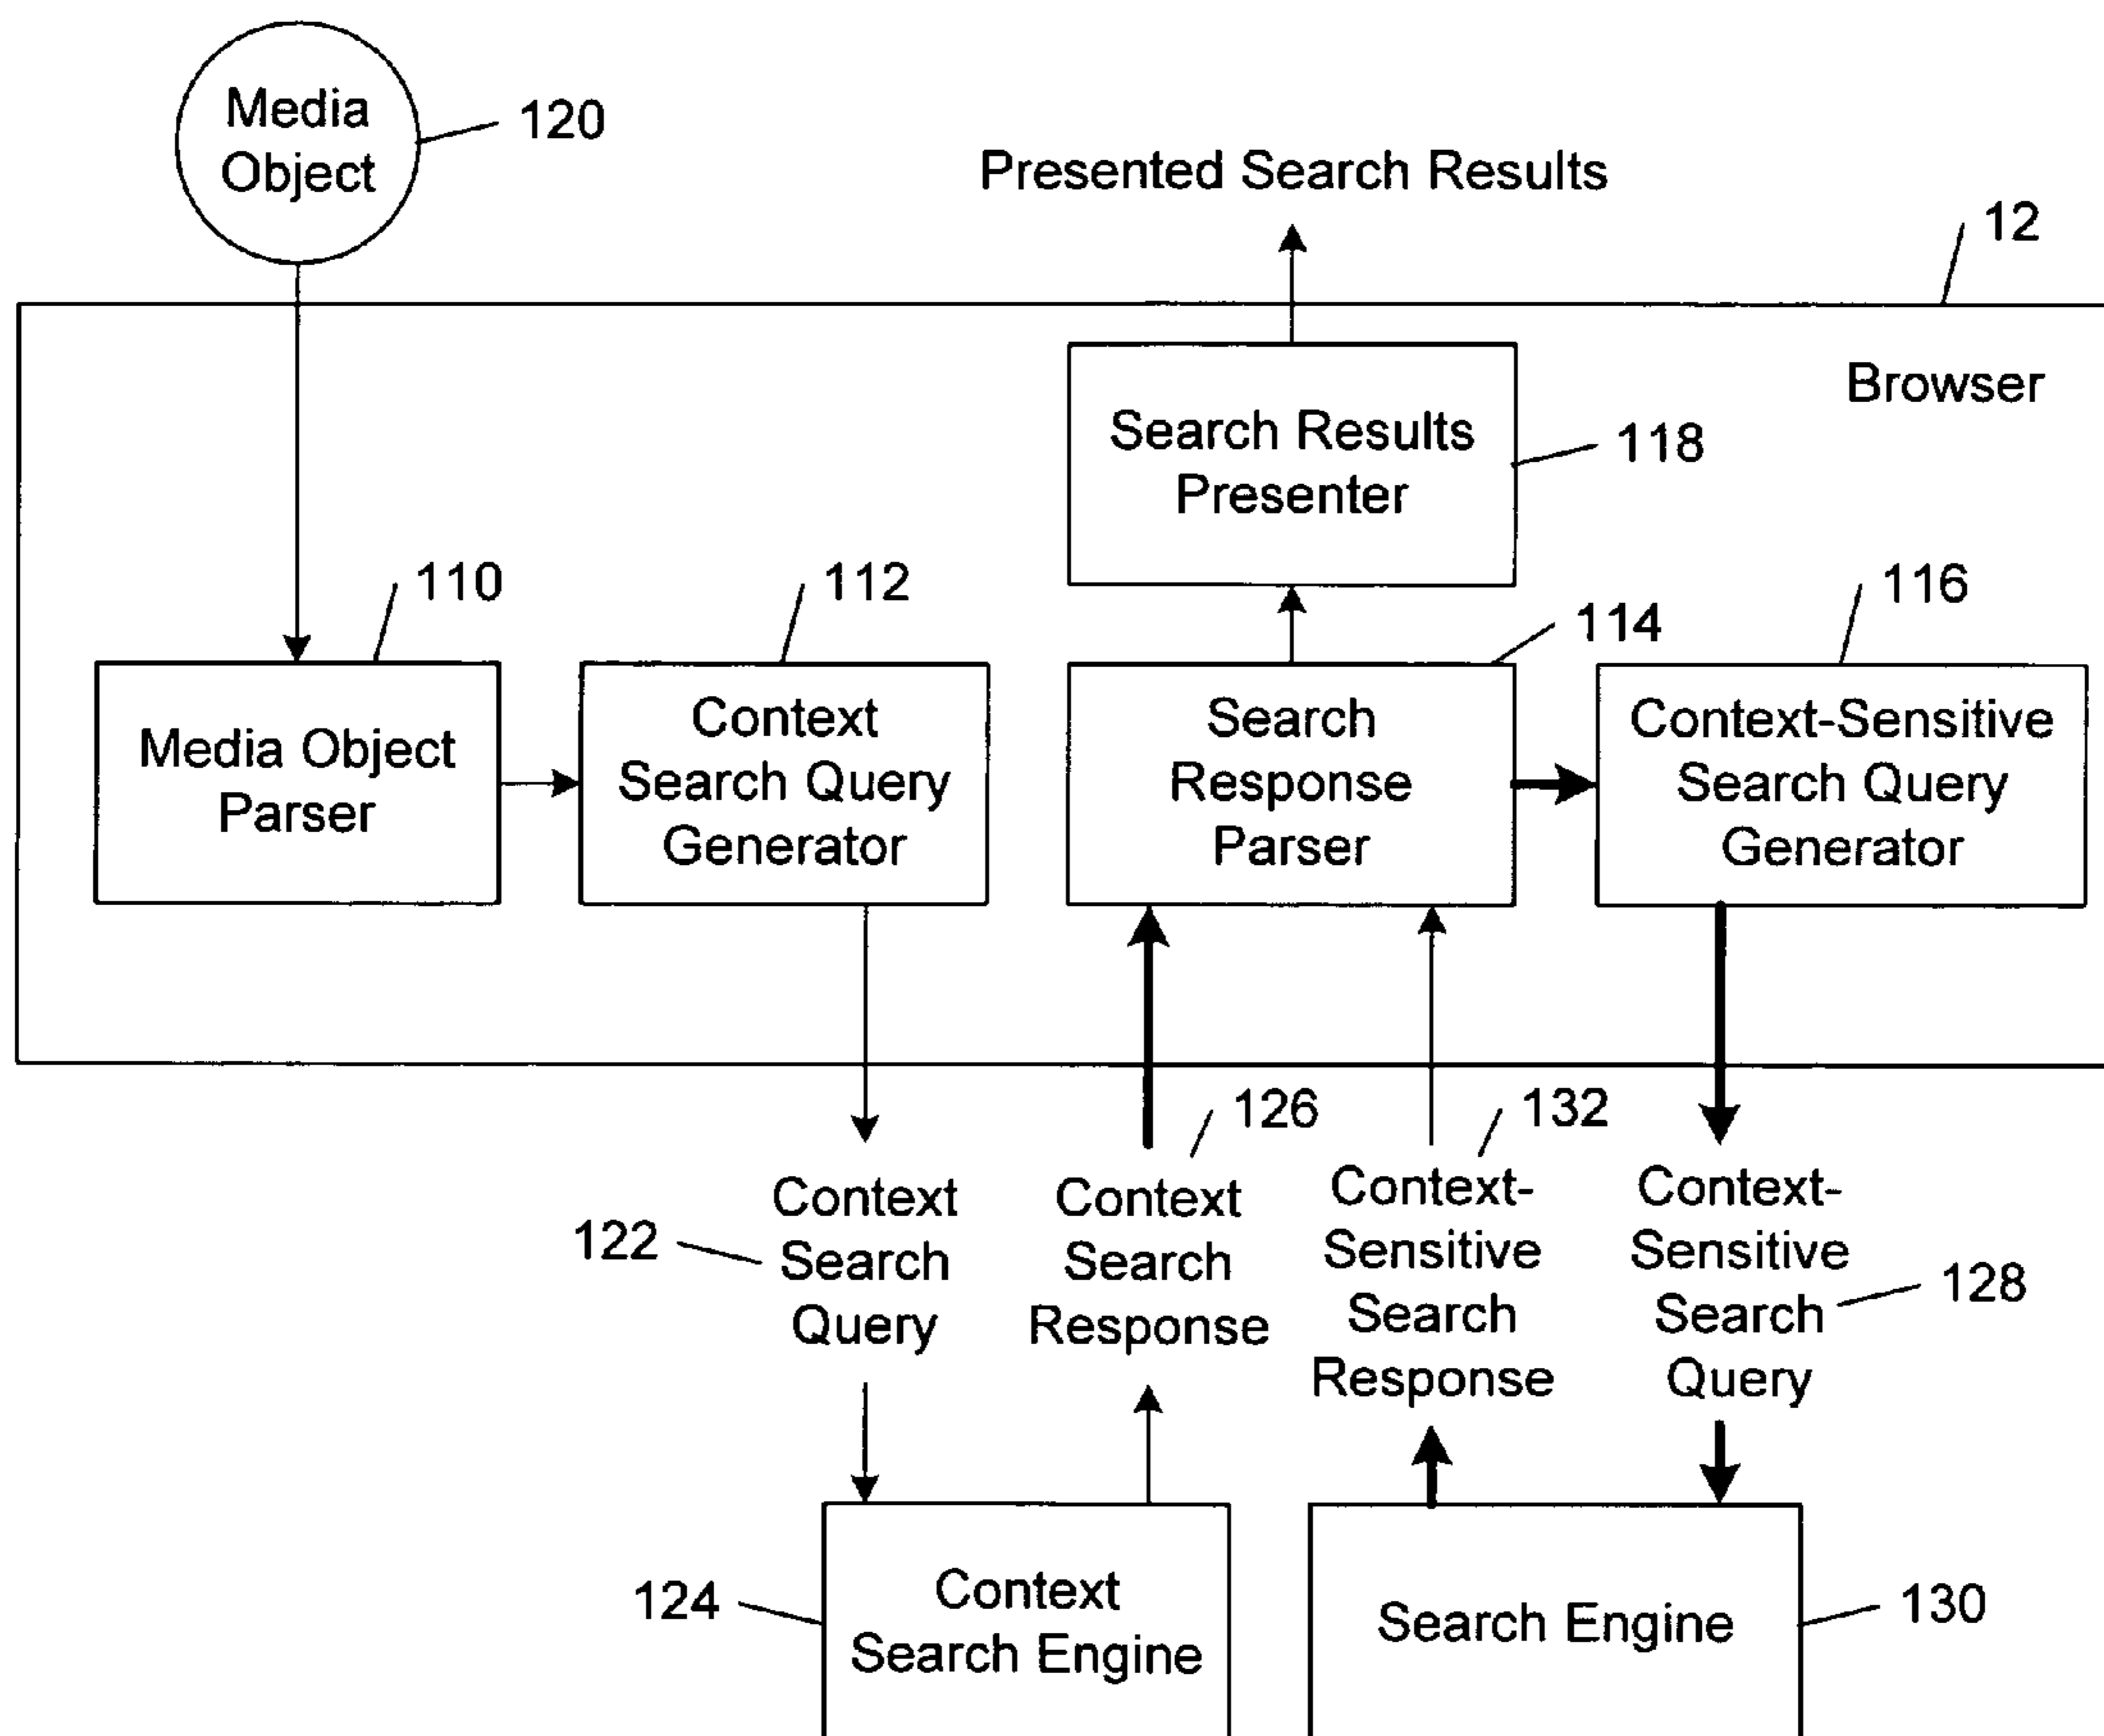 Media
Object
120
Presented Search Results
12
Browser
Search Results
Presenter
118
110
112
114
116
Media Object
Parser
Context
Search Query
Generator
Search
Response
Parser
Context-Sensitive
Search Query
Generator
126
132
122
Context
Search
Query
Context
Search
Response
Context-
Sensitive
Search
Response
Context-
Sensitive
Search
Query
128
124
Context
Search Engine
Search Engine
130